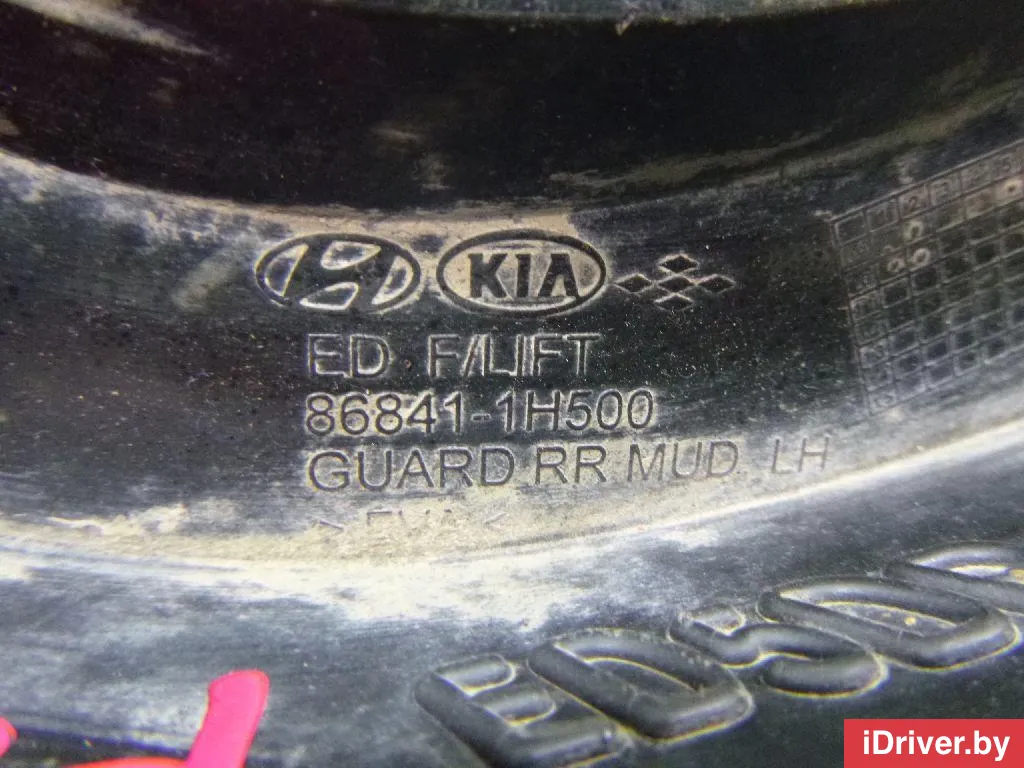 KIA
ED F/LIFT
86841-1H500
GUARD RR MUD. LH
iDriver.by